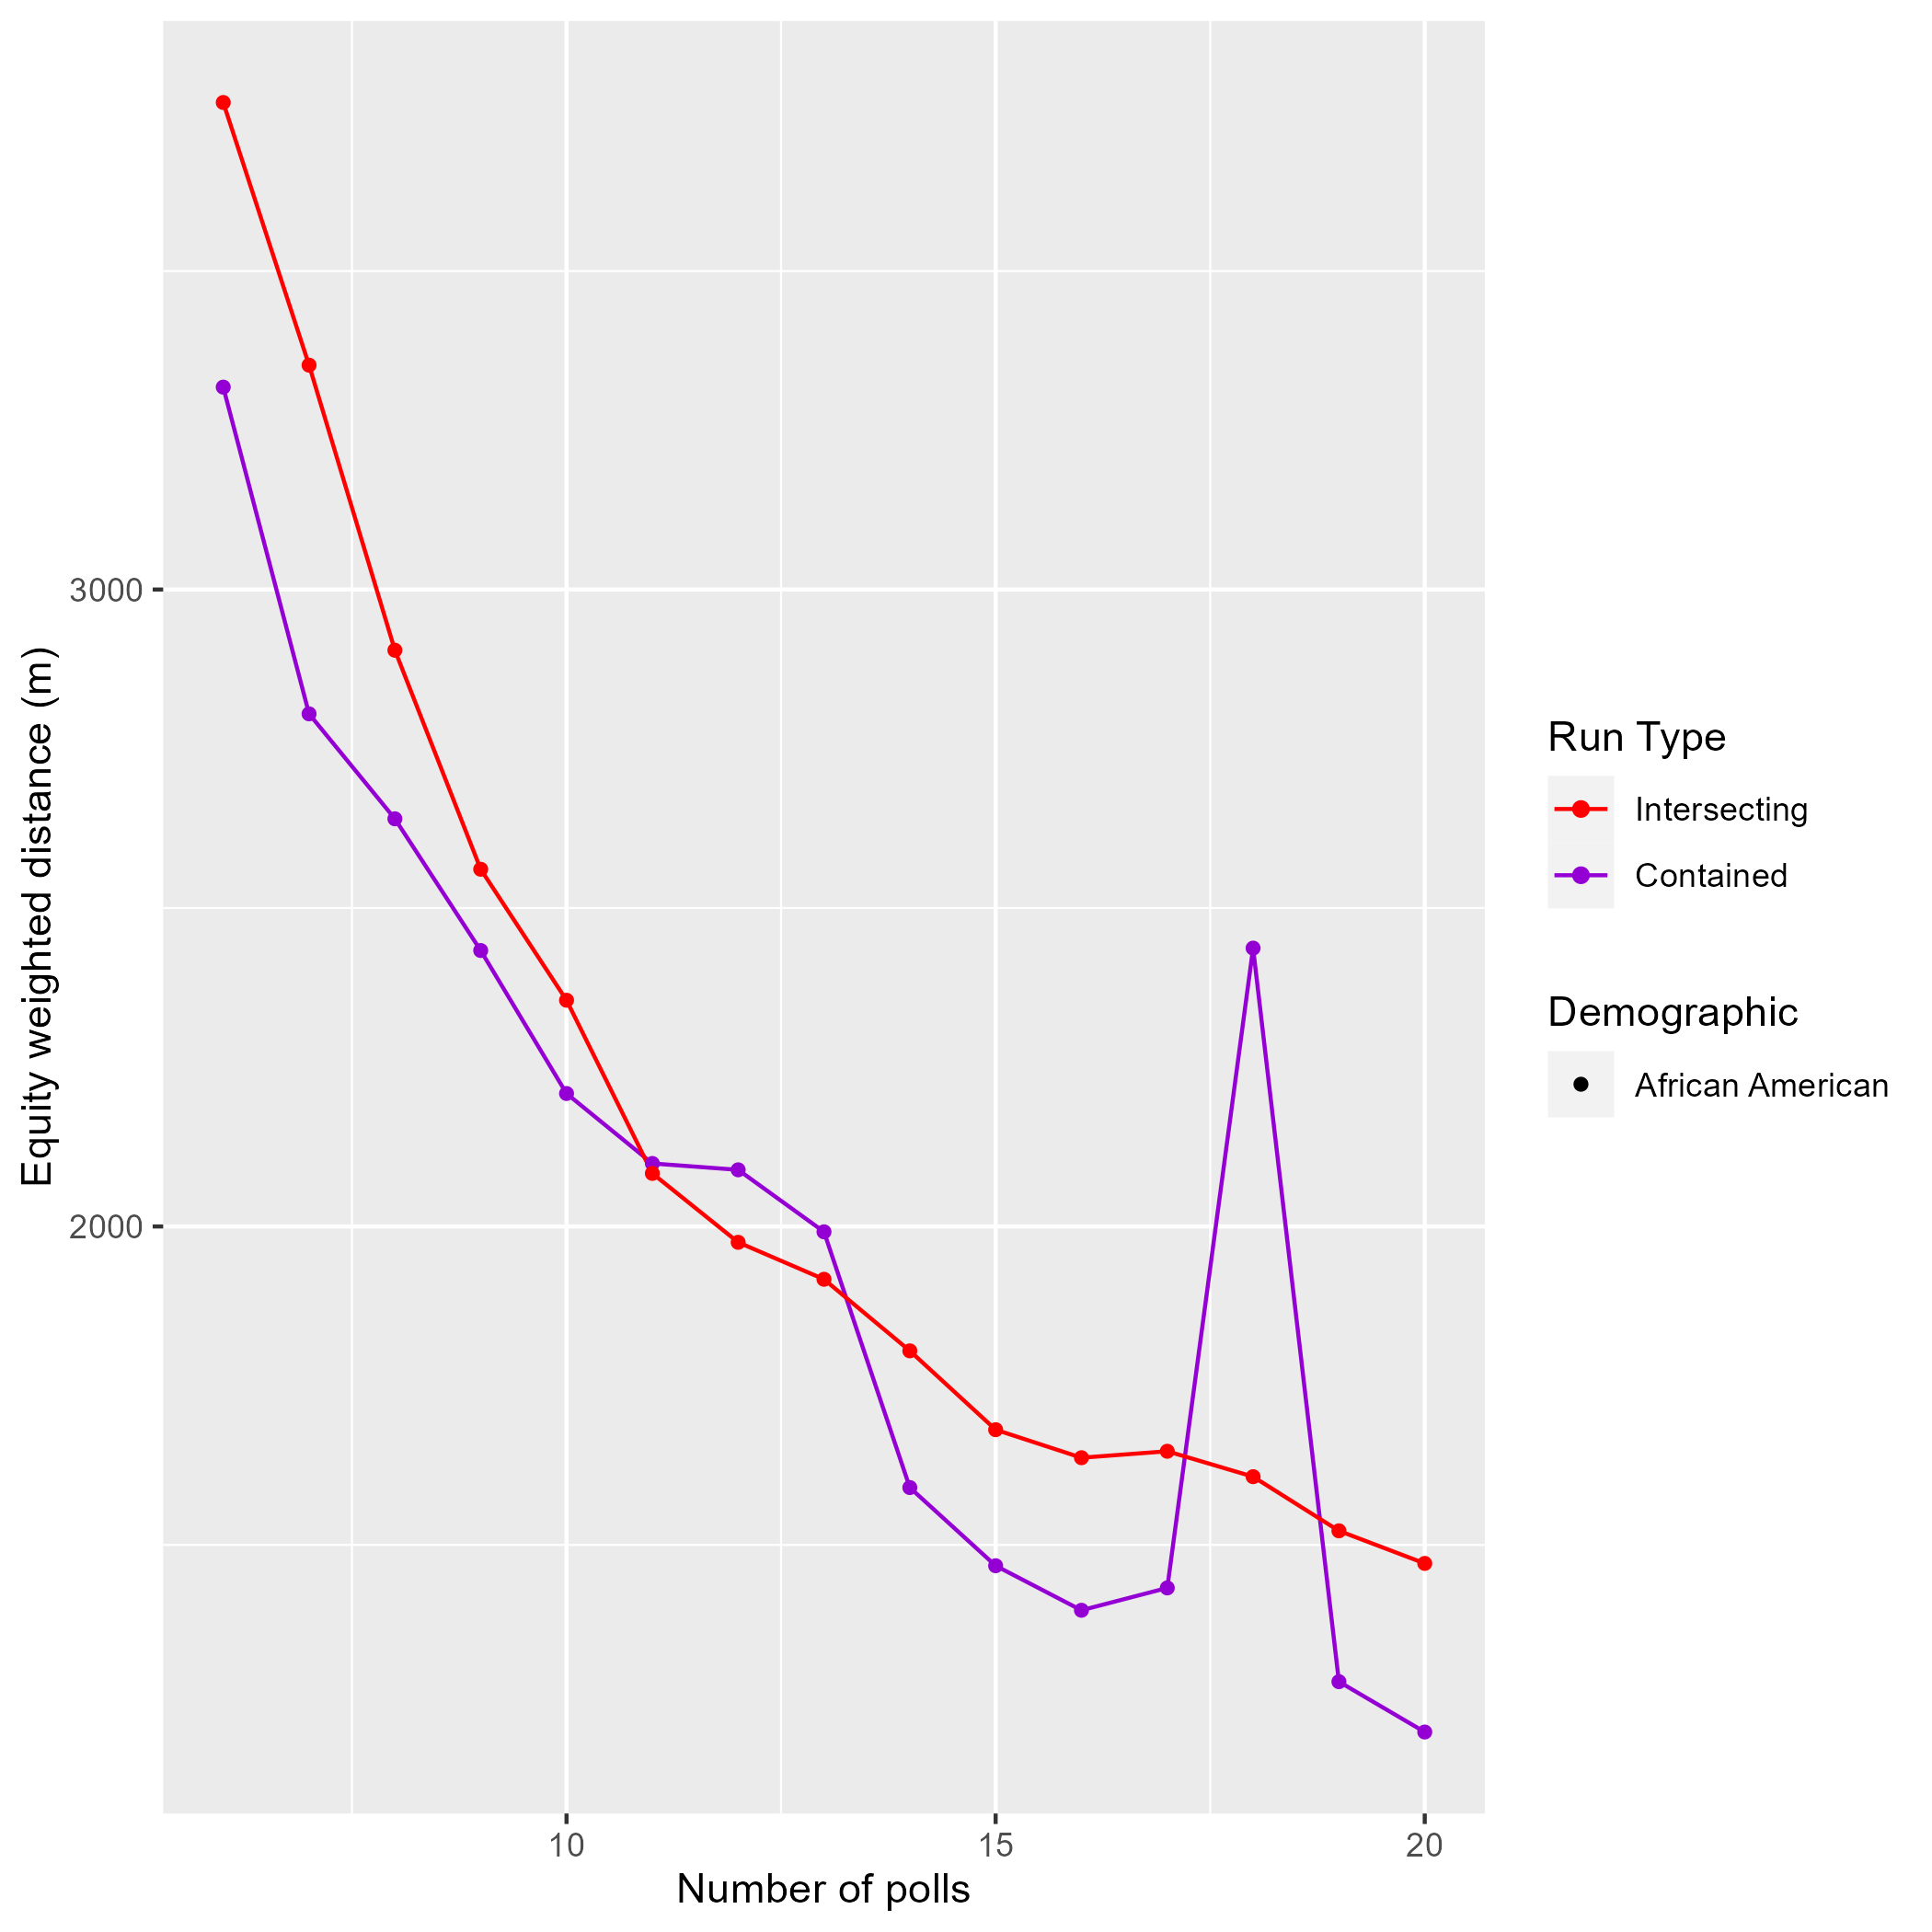 Equity weighted distance (m)
3000
2000
10
15
20
Number of polls
Run Type
Intersecting
Contained
Demographic
African American